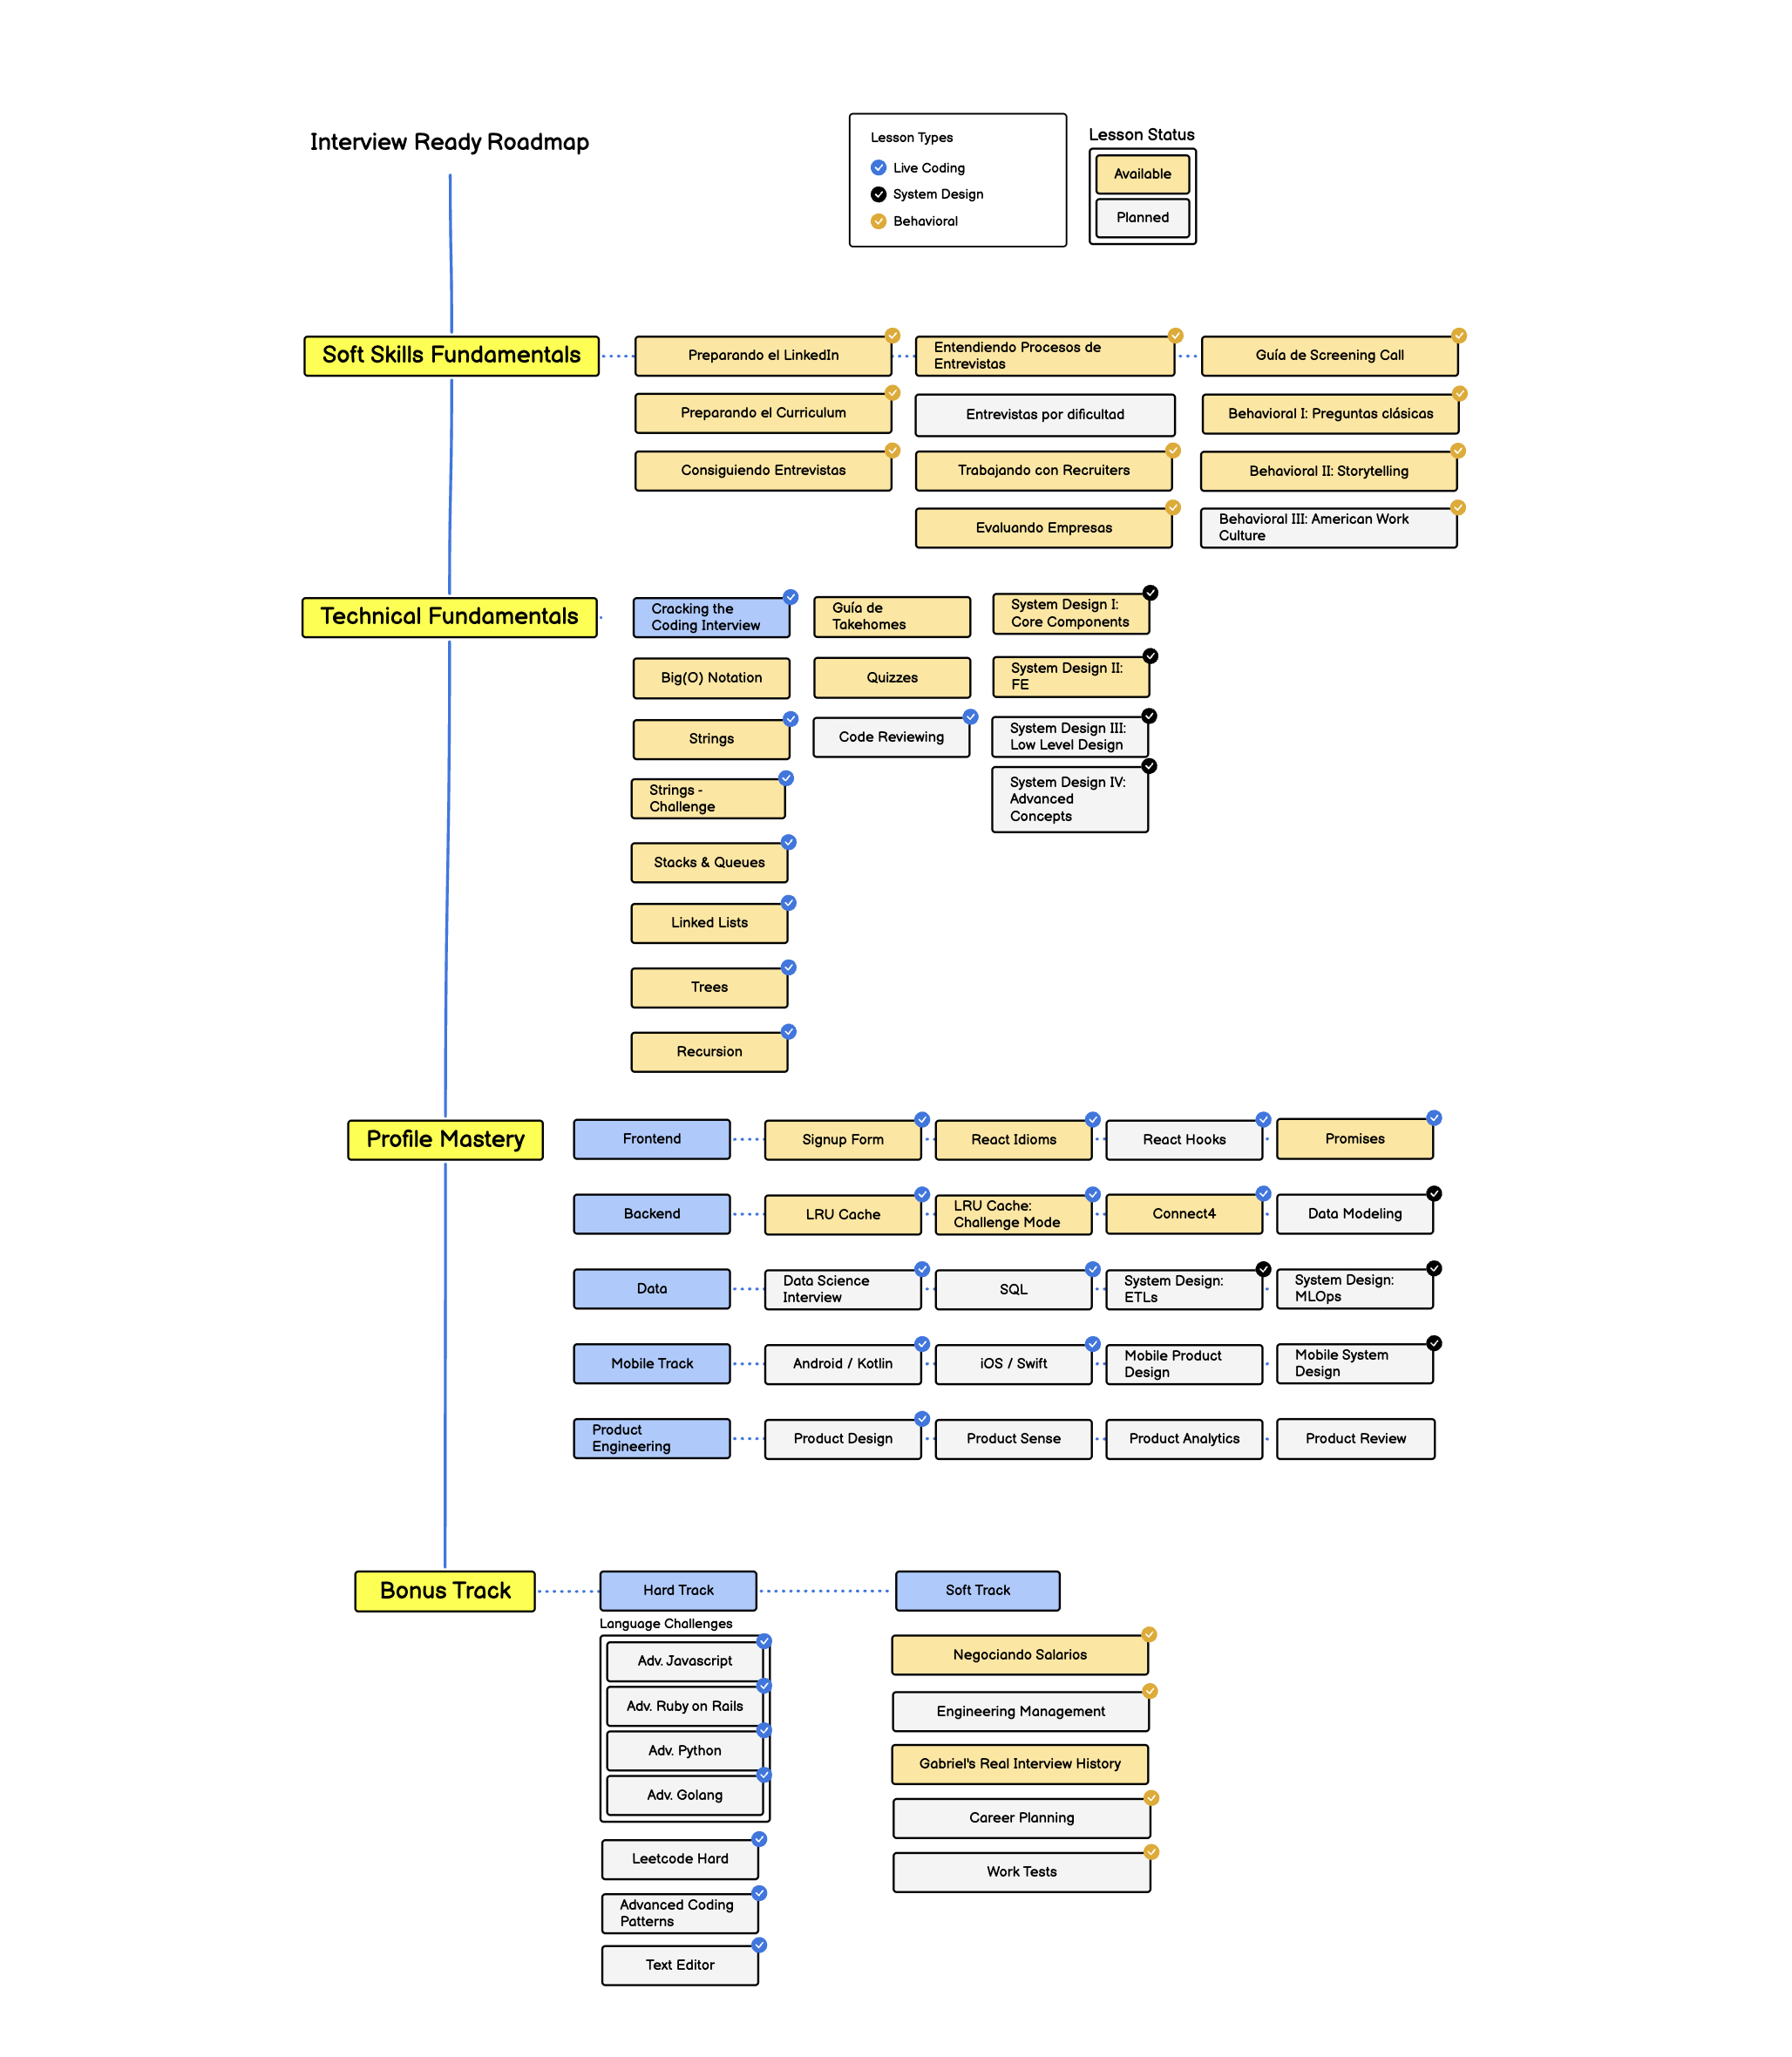 Interview Ready Roadmap
Lesson Types
Live Coding
System Design
Behavioral
Lesson Status
Available
Planned
Soft Skills Fundamentals
Preparando el LinkedIn
Entendiendo Procesos de
Entrevistas
Guía de Screening Call
Preparando el Curriculum
Entrevistas por dificultad
Behavioral I: Preguntas clásicas
Consiguiendo Entrevistas
Trabajando con Recruiters
Behavioral II: Storytelling
Evaluando Empresas
Behavioral III: American Work
Culture
Technical Fundamentals
Cracking the
Coding Interview
Guía de
Takehomes
System Design I:
Core Components
Big(O) Notation
Quizzes
System Design II:
FE
Strings
Code Reviewing
System Design III:
Low Level Design
Strings -
Challenge
System Design IV:
Advanced
Concepts
Stacks & Queues
Linked Lists
Trees
Recursion
Profile Mastery
Frontend
Signup Form
React Idioms
React Hooks
Promises
Backend
LRU Cache
LRU Cache:
Challenge Mode
Connect4
Data Modeling
Data
Data Science
Interview
SQL
System Design:
ETLs
System Design:
MLOps
Mobile Track
Android / Kotlin
iOS / Swift
Mobile Product
Design
Mobile System
Design
Product
Engineering
Product Design
Product Sense
Product Analytics
Product Review
Bonus Track
Hard Track
Soft Track
Language Challenges
Adv. Javascript
Adv. Ruby on Rails
Adv. Python
Adv. Golang
Leetcode Hard
Advanced Coding
Patterns
Text Editor
Negociando Salarios
Engineering Management
Gabriel's Real Interview History
Career Planning
Work Tests